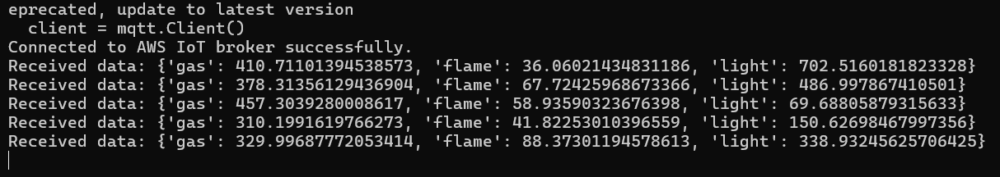 eprecated, update to latest version
client = mqtt.Client()
Connected to AWS IoT broker successfully.
Received data: {'gas': 410.71101394538573, 'flame': 36.06021434831186, 'light': 702.5160181823328}
Received data: {'gas': 378.31356129436904, 'flame': 67.72425968673366, 'light': 486.997867410501}
Received data: {'gas': 457.3039280008617, 'flame': 58.93590323676398, 'light': 69.68805879315633}
Received data: {'gas': 310.1991619766273, 'flame': 41.82253010396559, 'light': 150.62698467997356}
Received data: {'gas': 329.99687772053414, 'flame': 88.37301194578613, 'light': 338.93245625706425}